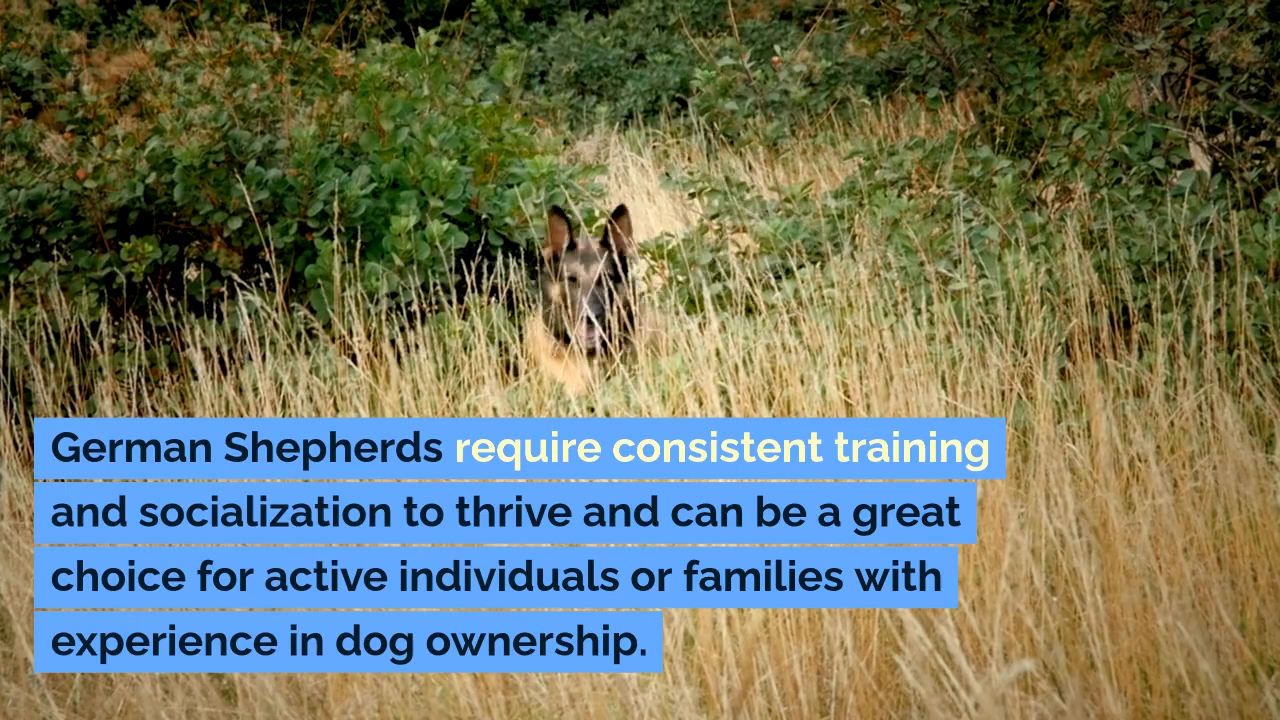 German Shepherds require consistent training
and socialization to thrive and can be a great
choice for active individuals or families with
experience in dog ownership.